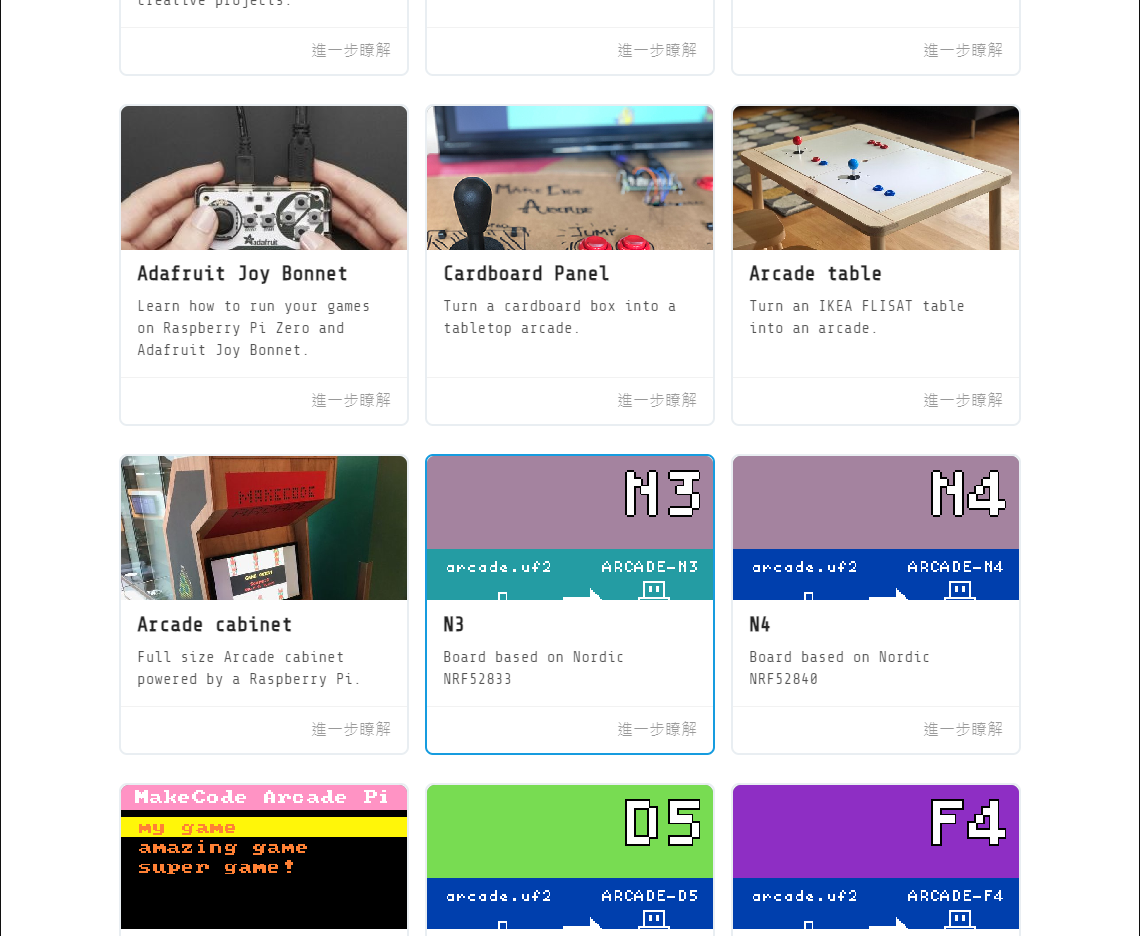 creative projects.
進一步瞭解
進一步瞭解
進一步瞭解
adafruit
MAKE CODE
ARCADE
JUMP
Adafruit Joy Bonnet
Learn how to run your games
on Raspberry Pi Zero and
Adafruit Joy Bonnet.
進一步瞭解
Cardboard Panel
Turn a cardboard box into a
tabletop arcade.
進一步瞭解
Arcade table
Turn an IKEA FLISAT table
into an arcade.
進一步瞭解
MAKECODE
Arcade cabinet
Full size Arcade cabinet
powered by a Raspberry Pi.
進一步瞭解
N3
arcade.uf2 ARCADE-N3
N3
Board based on Nordic
NRF52833
進一步瞭解
N4
arcade.uf2 ARCADE-N4
N4
Board based on Nordic
NRF52840
進一步瞭解
MakeCode Arcade Pi
my game
amazing game
super game!
D5
arcade.uf2 ARCADE-D5
F4
arcade.uf2 ARCADE-F4